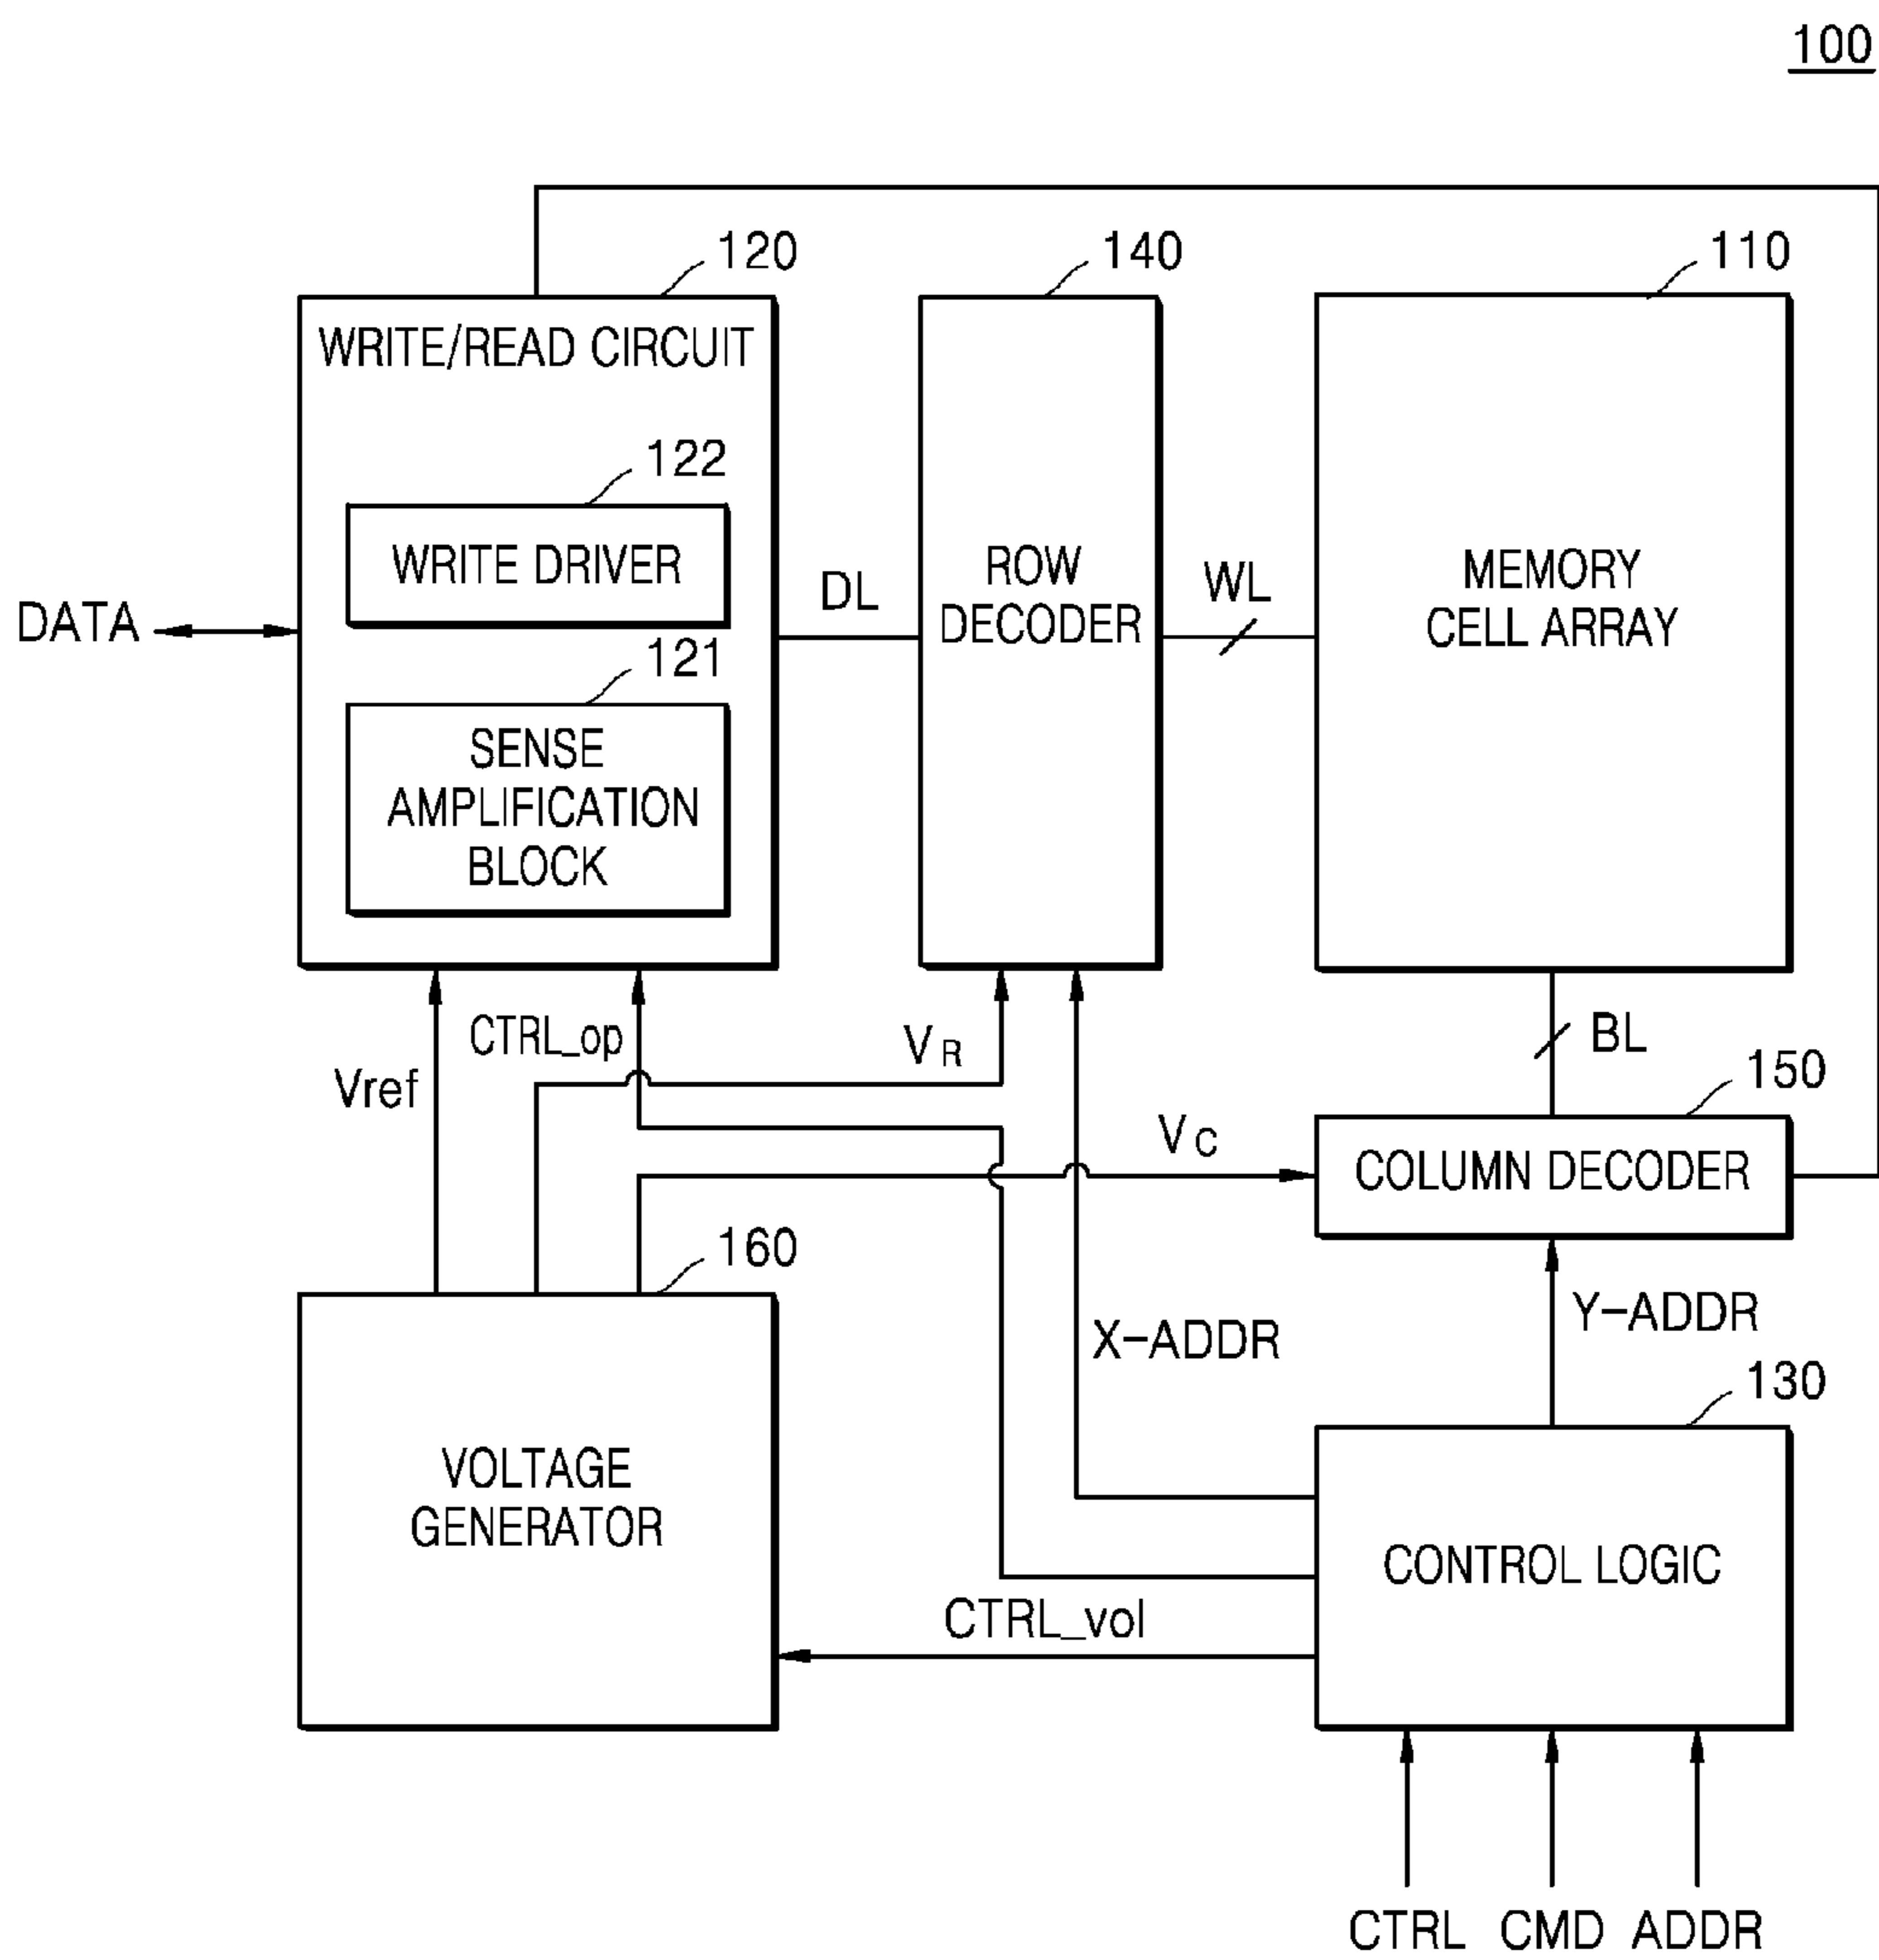 100
120
140
110
WRITE/READ CIRCUIT
122
WRITE DRIVER
DATA
DL
ROW
DECODER
WL
MEMORY
CELL ARRAY
121
SENSE
AMPLIFICATION
BLOCK
Vref
CTRL_op
VR
BL
150
VC
COLUMN DECODER
160
X-ADDR
Y-ADDR
130
VOLTAGE
GENERATOR
CONTROL LOGIC
CTRL_vol
CTRL CMD ADDR